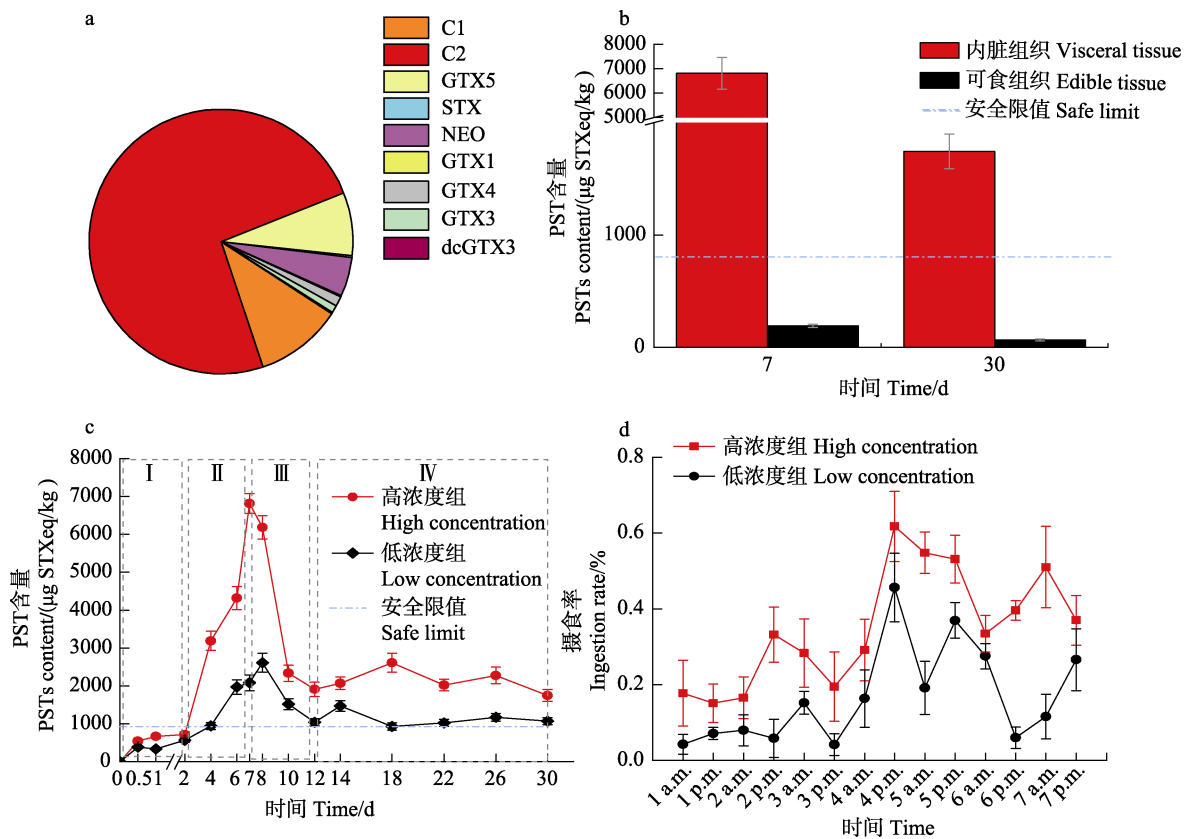 a
C1
C2
GTX5
STX
NEO
GTX1
GTX4
GTX3
dcGTX3
b
PST含量
PSTs content/(μg STXeq/kg)
8000
7000
6000
5000
1000
0
内脏组织 Visceral tissue
可食组织 Edible tissue
安全限值 Safe limit
7
30
时间 Time/d
c
PST含量
PSTs content/(μg STXeq/kg)
8000
7000
6000
5000
4000
3000
2000
1000
0
Ⅰ
Ⅱ
Ⅲ
Ⅳ
高浓度组
High concentration
低浓度组
Low concentration
安全限值
Safe limit
0 0.5 1 2 4 6 7 8 10 12 14 18 22 26 30
时间 Time/d
d
摄食率
Ingestion rate/%
0.8
0.6
0.4
0.2
0.0
高浓度组 High concentration
低浓度组 Low concentration
1 a.m.
1 p.m.
2 a.m.
2 p.m.
3 a.m.
3 p.m.
4 a.m.
4 p.m.
5 a.m.
5 p.m.
6 a.m.
6 p.m.
7 a.m.
7 p.m.
时间 Time